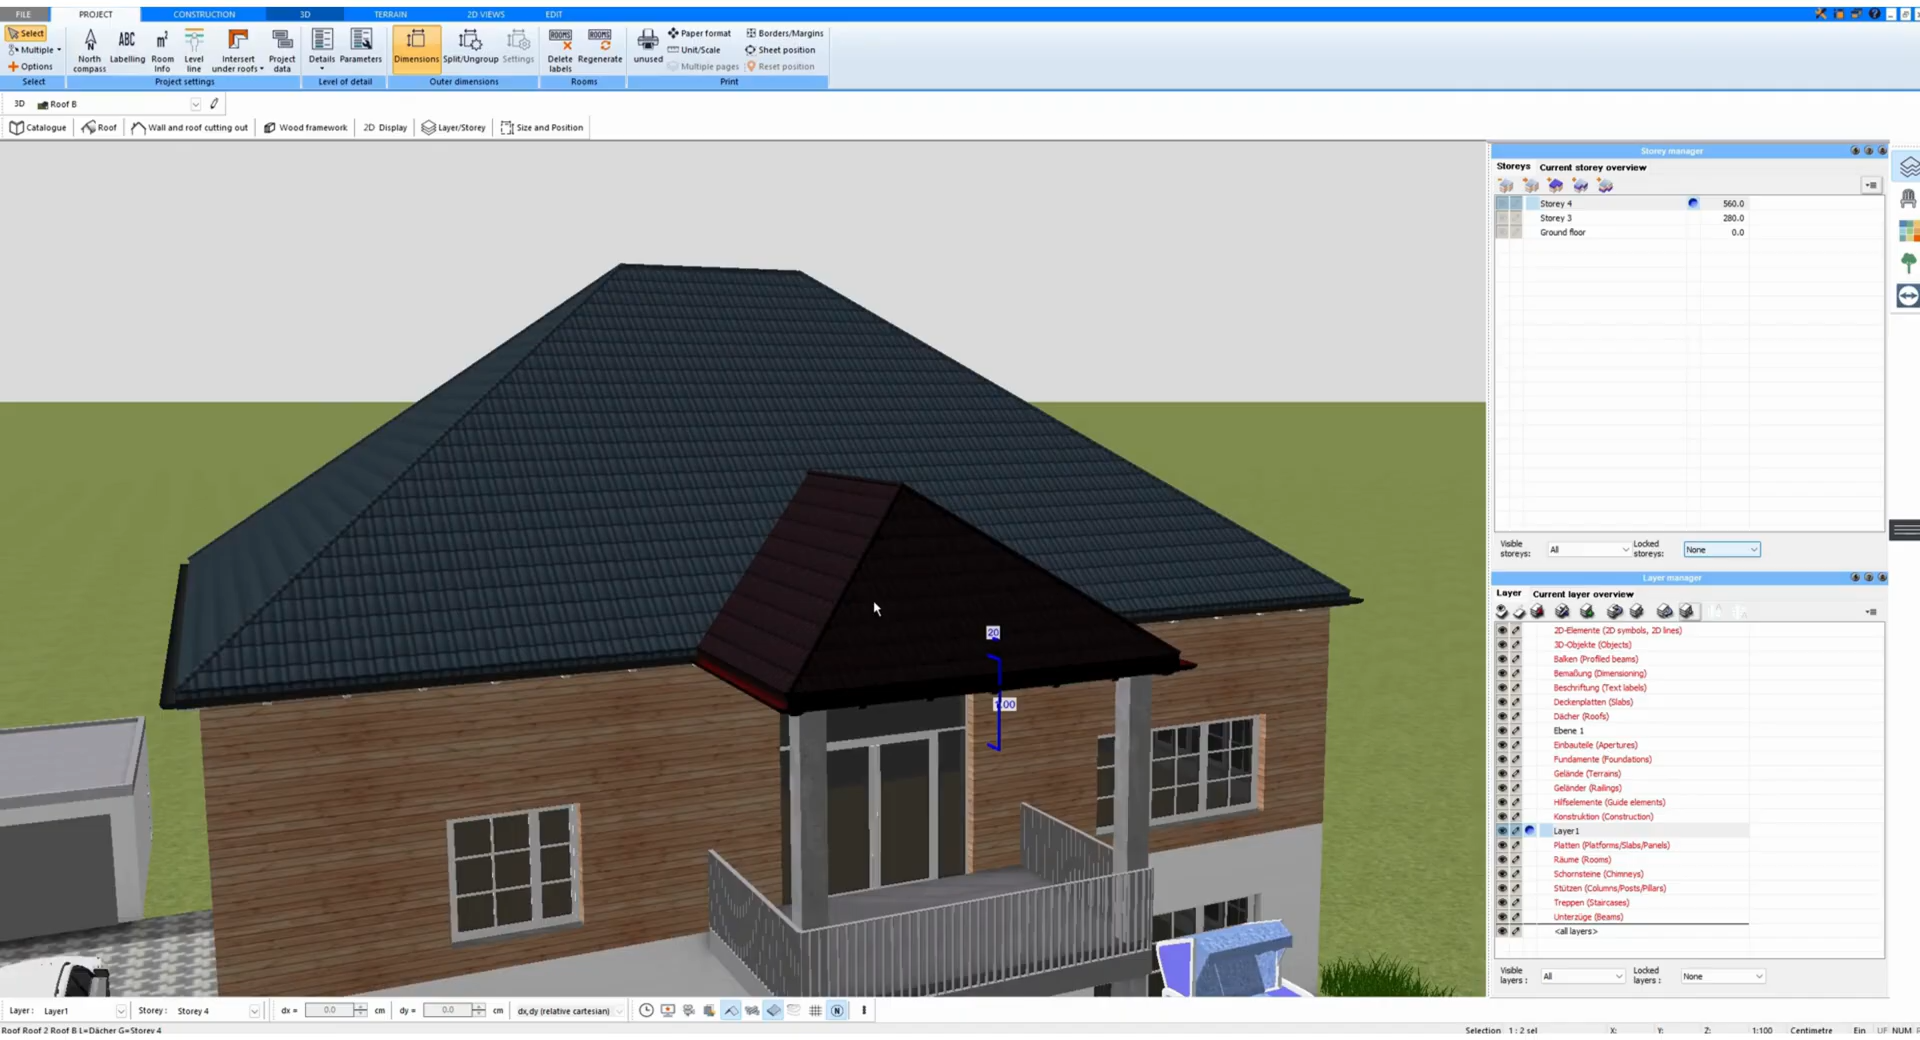 FILE PROJECT CONSTRUCTION 3D TERRAIN 2D VIEWS EDIT
Select
Multiple
Options
Select
North compass
Labelling
Room Info
Level line
Intersert under roofs
Project data
Project settings
Details
Parameters
Level of detail
Dimensions
Split/Ungroup
Settings
Outer dimensions
Delete labels
Regenerate
Rooms
unused
Paper format
Unit/Scale
Multiple pages
Borders/Margins
Sheet position
Reset position
Print
3D Roof B
Catalogue Roof Wall and roof cutting out Wood framework 2D Display Layer/Storey Size and Position
20
Storey manager
Storeys Current storey overview
Storey 4 560.0
Storey 3 280.0
Ground floor 0.0
Visible storeys: All Locked storeys: None
Layer manager
Layer Current layer overview
2D-Elemente (2D symbols, 2D lines)
3D-Objekte (Objects)
Balken (Profiled beams)
Bemaßung (Dimensioning)
Beschriftung (Text labels)
Deckenplatten (Slabs)
Dächer (Roofs)
Ebene 1
Einbauteile (Apertures)
Fundamente (Foundations)
Gelände (Terrains)
Geländer (Railings)
Hilfselemente (Guide elements)
Konstruktion (Construction)
Layer1
Platten (Platforms/Slabs/Panels)
Räume (Rooms)
Schornsteine (Chimneys)
Stützen (Columns/Posts/Pillars)
Treppen (Staircases)
Unterzüge (Beams)
<all layers>
Visible layers: All Locked layers: None
Layer: Layer1 Storey: Storey 4 dx = 0.0 cm dy = 0.0 cm dx,dy (relative cartesian)
Roof Roof 2 Roof B L=Dächer G=Storey 4
Selection 1 : 2 sel X: Y: Z: 1:100 Centimetre Ein UF NUM